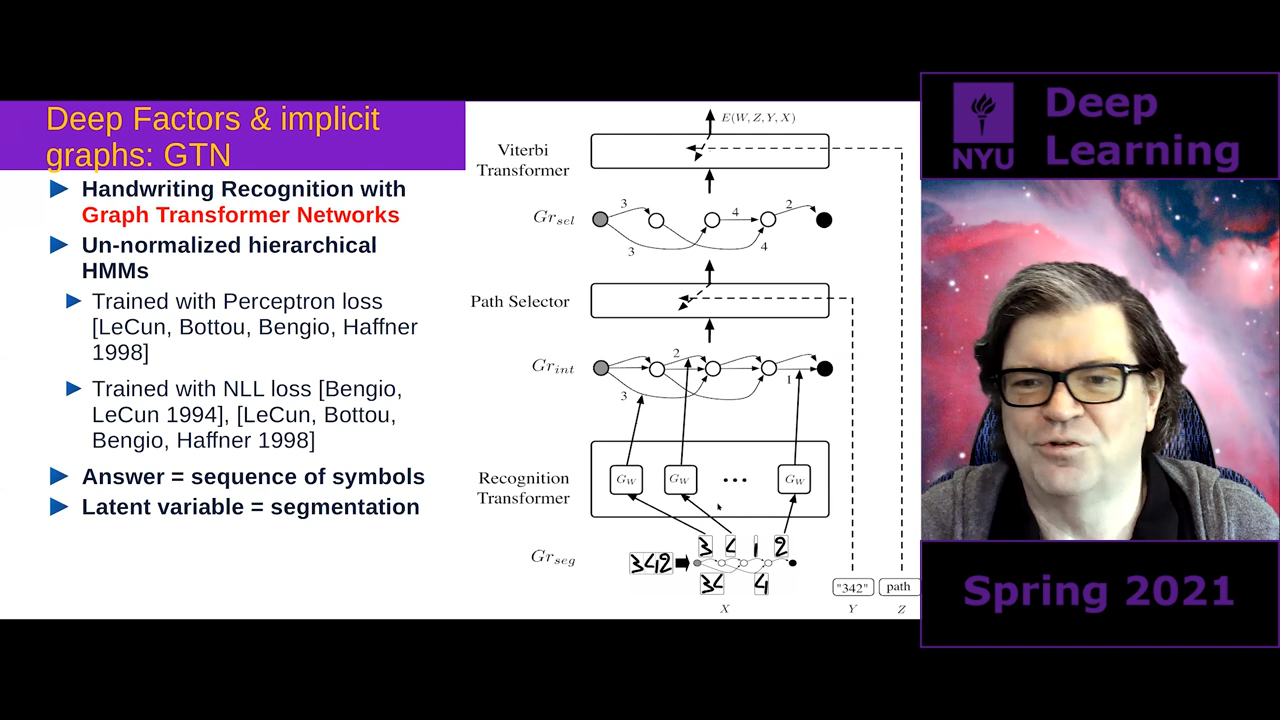 Deep Factors & implicit
graphs: GTN
▶ Handwriting Recognition with
Graph Transformer Networks
▶ Un-normalized hierarchical
HMMs
▶ Trained with Perceptron loss
[LeCun, Bottou, Bengio, Haffner
1998]
▶ Trained with NLL loss [Bengio,
LeCun 1994], [LeCun, Bottou,
Bengio, Haffner 1998]
▶ Answer = sequence of symbols
▶ Latent variable = segmentation
E(W, Z, Y, X)
Viterbi
Transformer
Gr_sel
3
4
2
3
4
Path Selector
Gr_int
2
3
1
Recognition
Transformer
G_W
G_W
...
G_W
Gr_seg
342
3 4 1 2
34 4
"342" path
X Y Z
NYU
Deep
Learning
Spring 2021